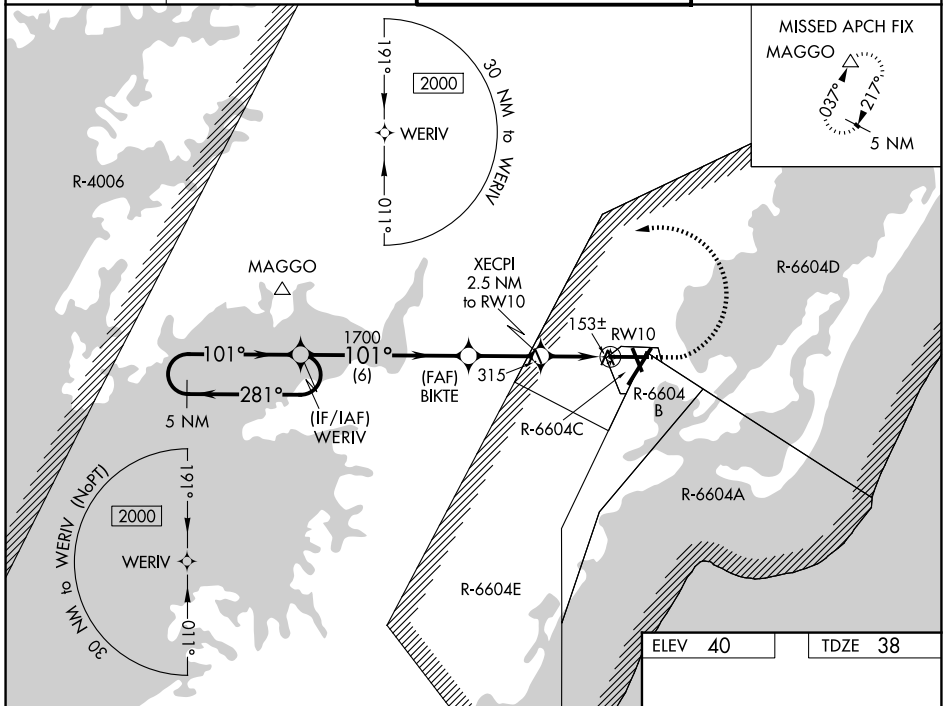 MISSED APCH FIX
MAGGO
037°
217°
5 NM
191°
2000
30 NM to WERIV
WERIV
011°
R-4006
R-6604D
MAGGO
XECPI
2.5 NM
to RW10
153±
RW10
101°
1700
101°
(6)
281°
5 NM
(IF/IAF)
WERIV
(FAF)
BIKTE
315
R-6604C
R-6604
B
R-6604A
R-6604E
30 NM to WERIV (NoPT)
191°
2000
WERIV
011°
ELEV 40
TDZE 38